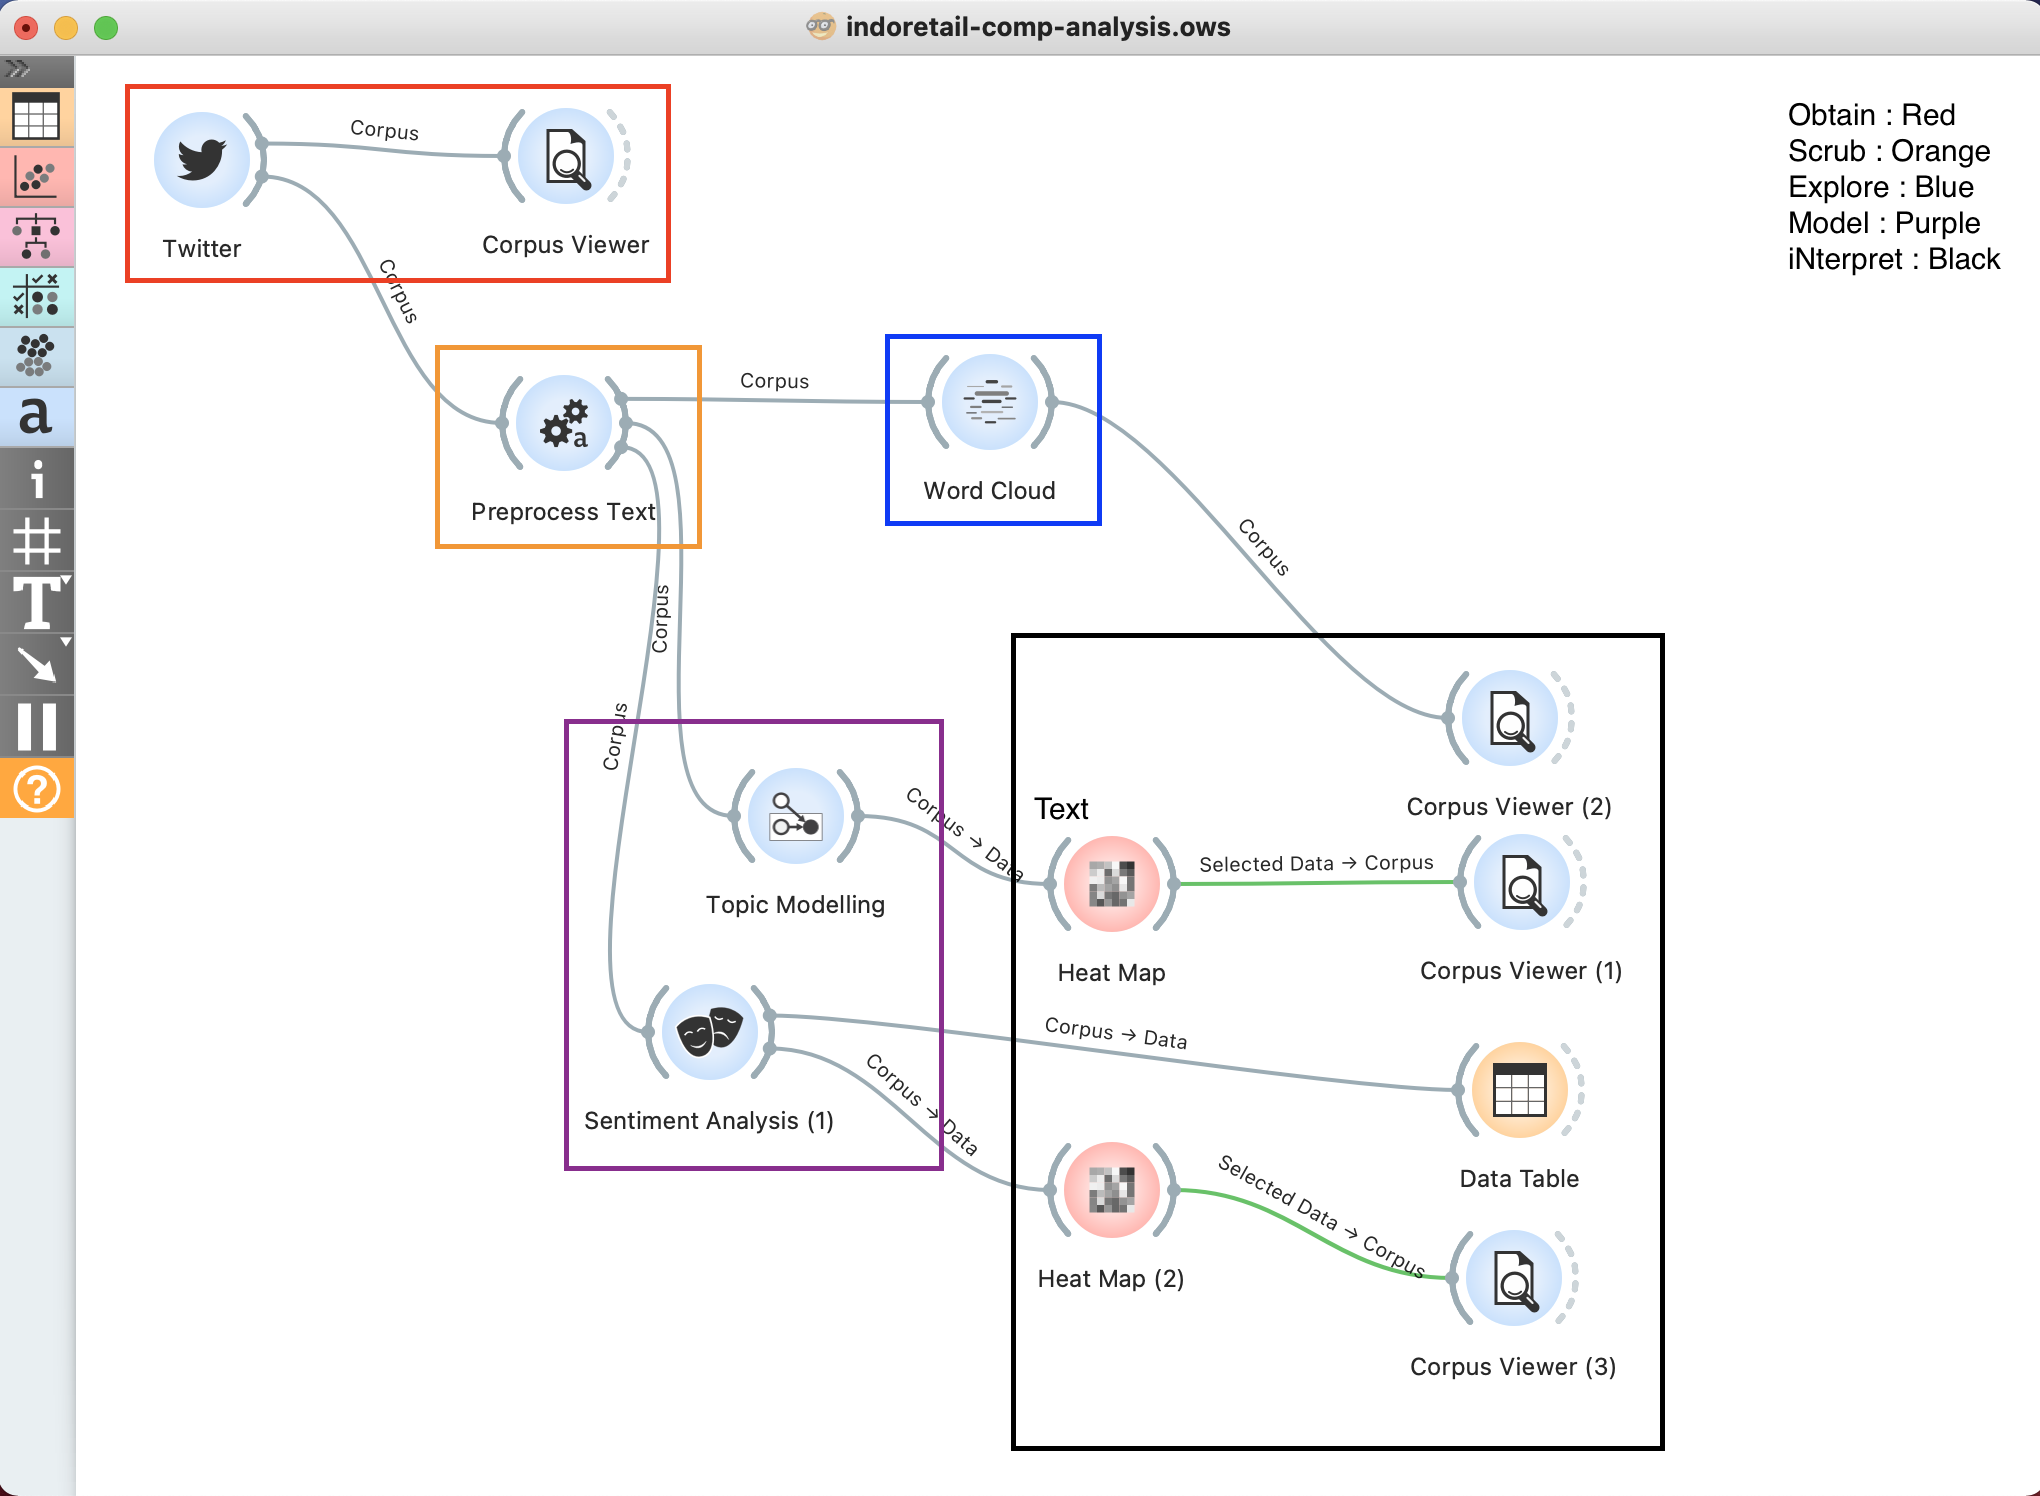 indoretail-comp-analysis.ows
Obtain : Red
Scrub : Orange
Explore : Blue
Model : Purple
iNterpret : Black
Corpus
Twitter
Corpus Viewer
Corpus
Corpus
Preprocess Text
Word Cloud
Corpus
Corpus
Corpus
Corpus Viewer (2)
Text
Corpus → Data
Selected Data → Corpus
Topic Modelling
Heat Map
Corpus Viewer (1)
Corpus → Data
Corpus → Data
Sentiment Analysis (1)
Data Table
Selected Data → Corpus
Heat Map (2)
Corpus Viewer (3)
a
a
i
#
T
?